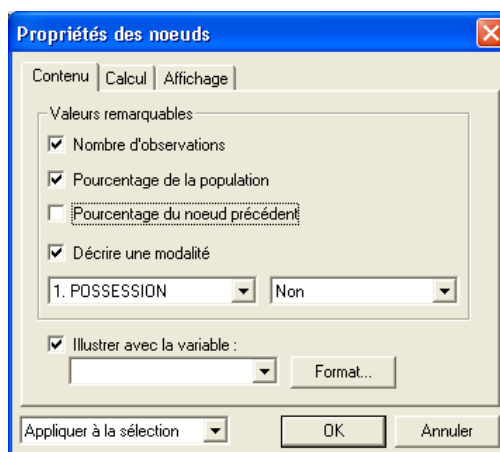 Propriétés des noeuds
Contenu Calcul Affichage
Valeurs remarquables
Nombre d'observations
Pourcentage de la population
Pourcentage du noeud précédent
Décrire une modalité
1. POSSESSION Non
Illustrer avec la variable :
Format...
Appliquer à la sélection OK Annuler